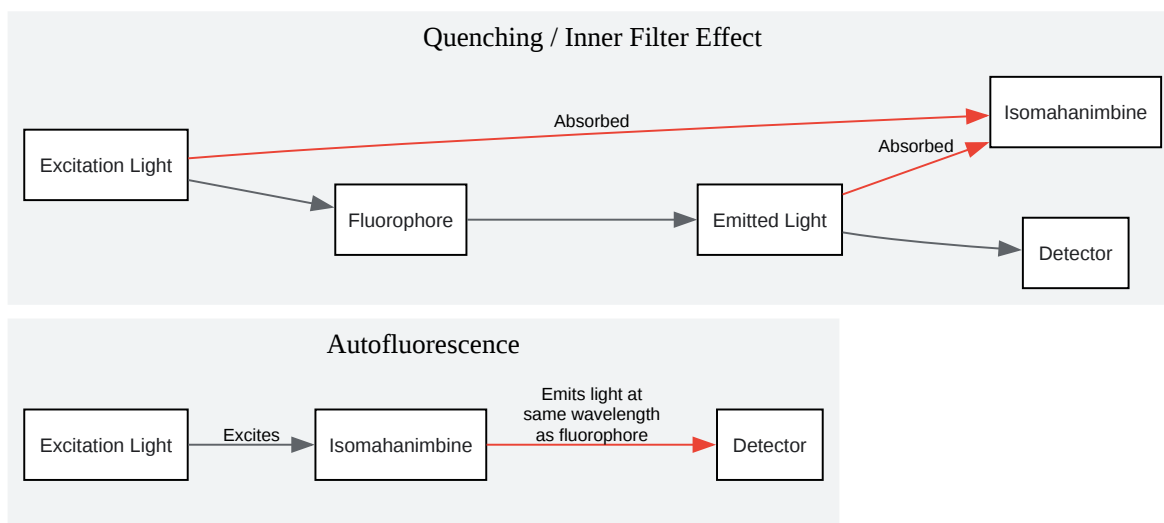 Quenching / Inner Filter Effect
Absorbed
Isomahanimbine
Excitation Light
Absorbed
Fluorophore
Emitted Light
Detector
Autofluorescence
Excitation Light
Excites
Isomahanimbine
Emits light at
same wavelength
as fluorophore
Detector